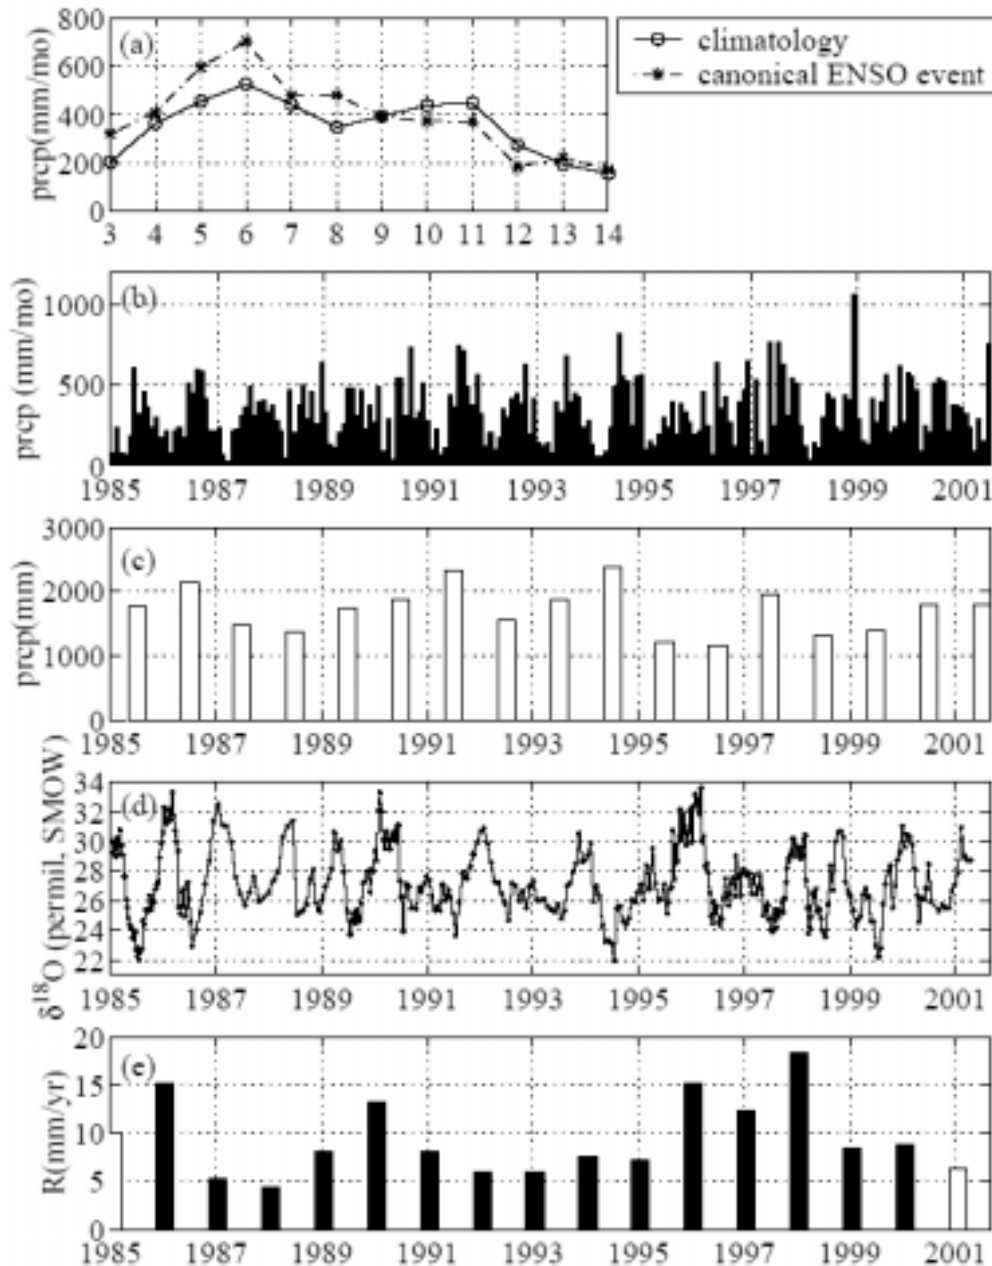 800
600
400
200
0
prcp(mm/mo)
(a)
3 4 5 6 7 8 9 10 11 12 13 14
climatology
canonical ENSO event
1000
500
0
prcp (mm/mo)
(b)
1985 1987 1989 1991 1993 1995 1997 1999 2001
3000
2000
1000
0
prcp(mm)
(c)
1985 1987 1989 1991 1993 1995 1997 1999 2001
34
32
30
28
26
24
22
δ¹⁸O (permil, SMOW)
(d)
1985 1987 1989 1991 1993 1995 1997 1999 2001
20
15
10
5
0
R(mm/yr)
(e)
1985 1987 1989 1991 1993 1995 1997 1999 2001